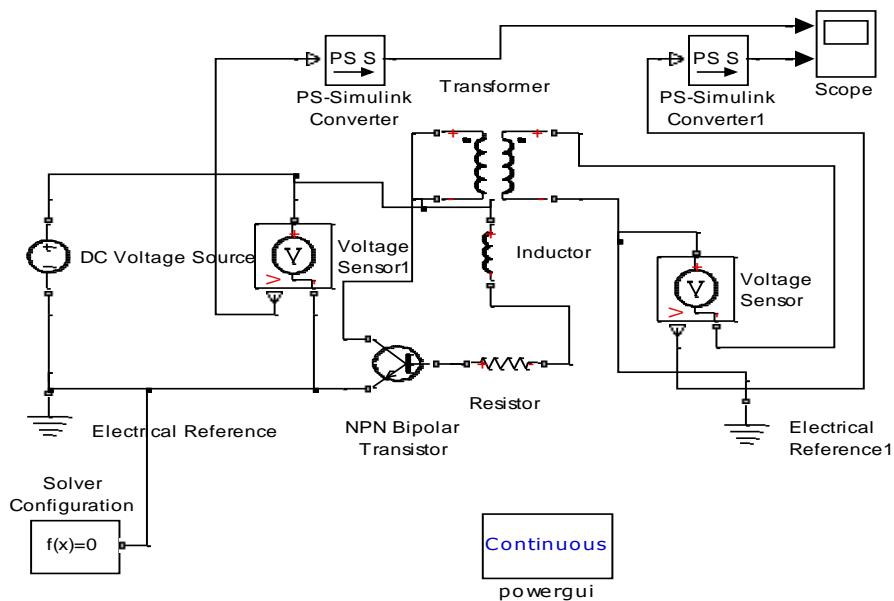 PS S
PS-Simulink
Converter
Transformer
PS S
PS-Simulink
Converter1
Scope
DC Voltage Source
V
V
Voltage
Sensor1
Inductor
V
V
Voltage
Sensor
Electrical Reference
NPN Bipolar
Transistor
Resistor
Electrical
Reference1
Solver
Configuration
f(x)=0
Continuous
powergui